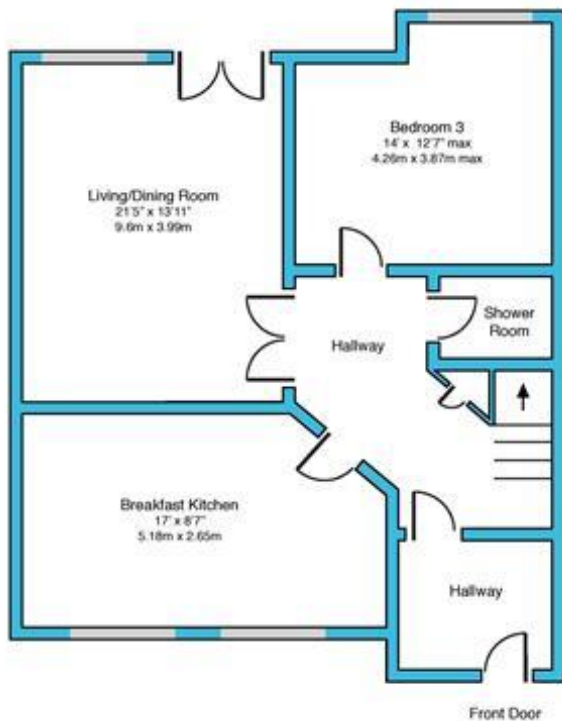 Bedroom 3
14' x 12'7" max
4.26m x 3.87m max
Living/Dining Room
21'5" x 13'11"
9.6m x 3.99m
Shower
Room
Hallway
Breakfast Kitchen
17' x 8'7"
5.18m x 2.65m
Hallway
Front Door